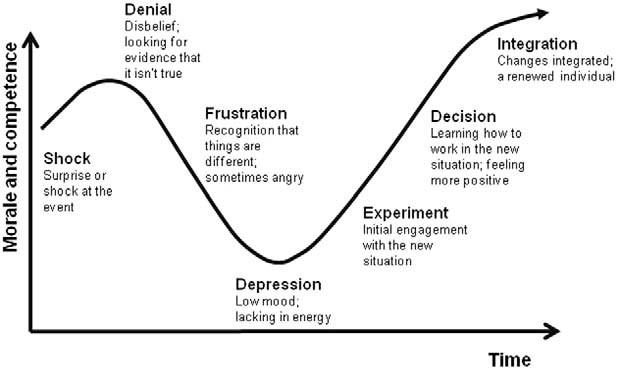 Denial
Disbelief;
looking for
evidence that
it isn't true
Integration
Changes integrated;
a renewed individual
Frustration
Recognition that
things are
different;
sometimes angry
Decision
Learning how to
work in the new
situation; feeling
more positive
Shock
Surprise or
shock at the
event
Experiment
Initial engagement
with the new
situation
Depression
Low mood;
lacking in energy
Morale and competence
Time